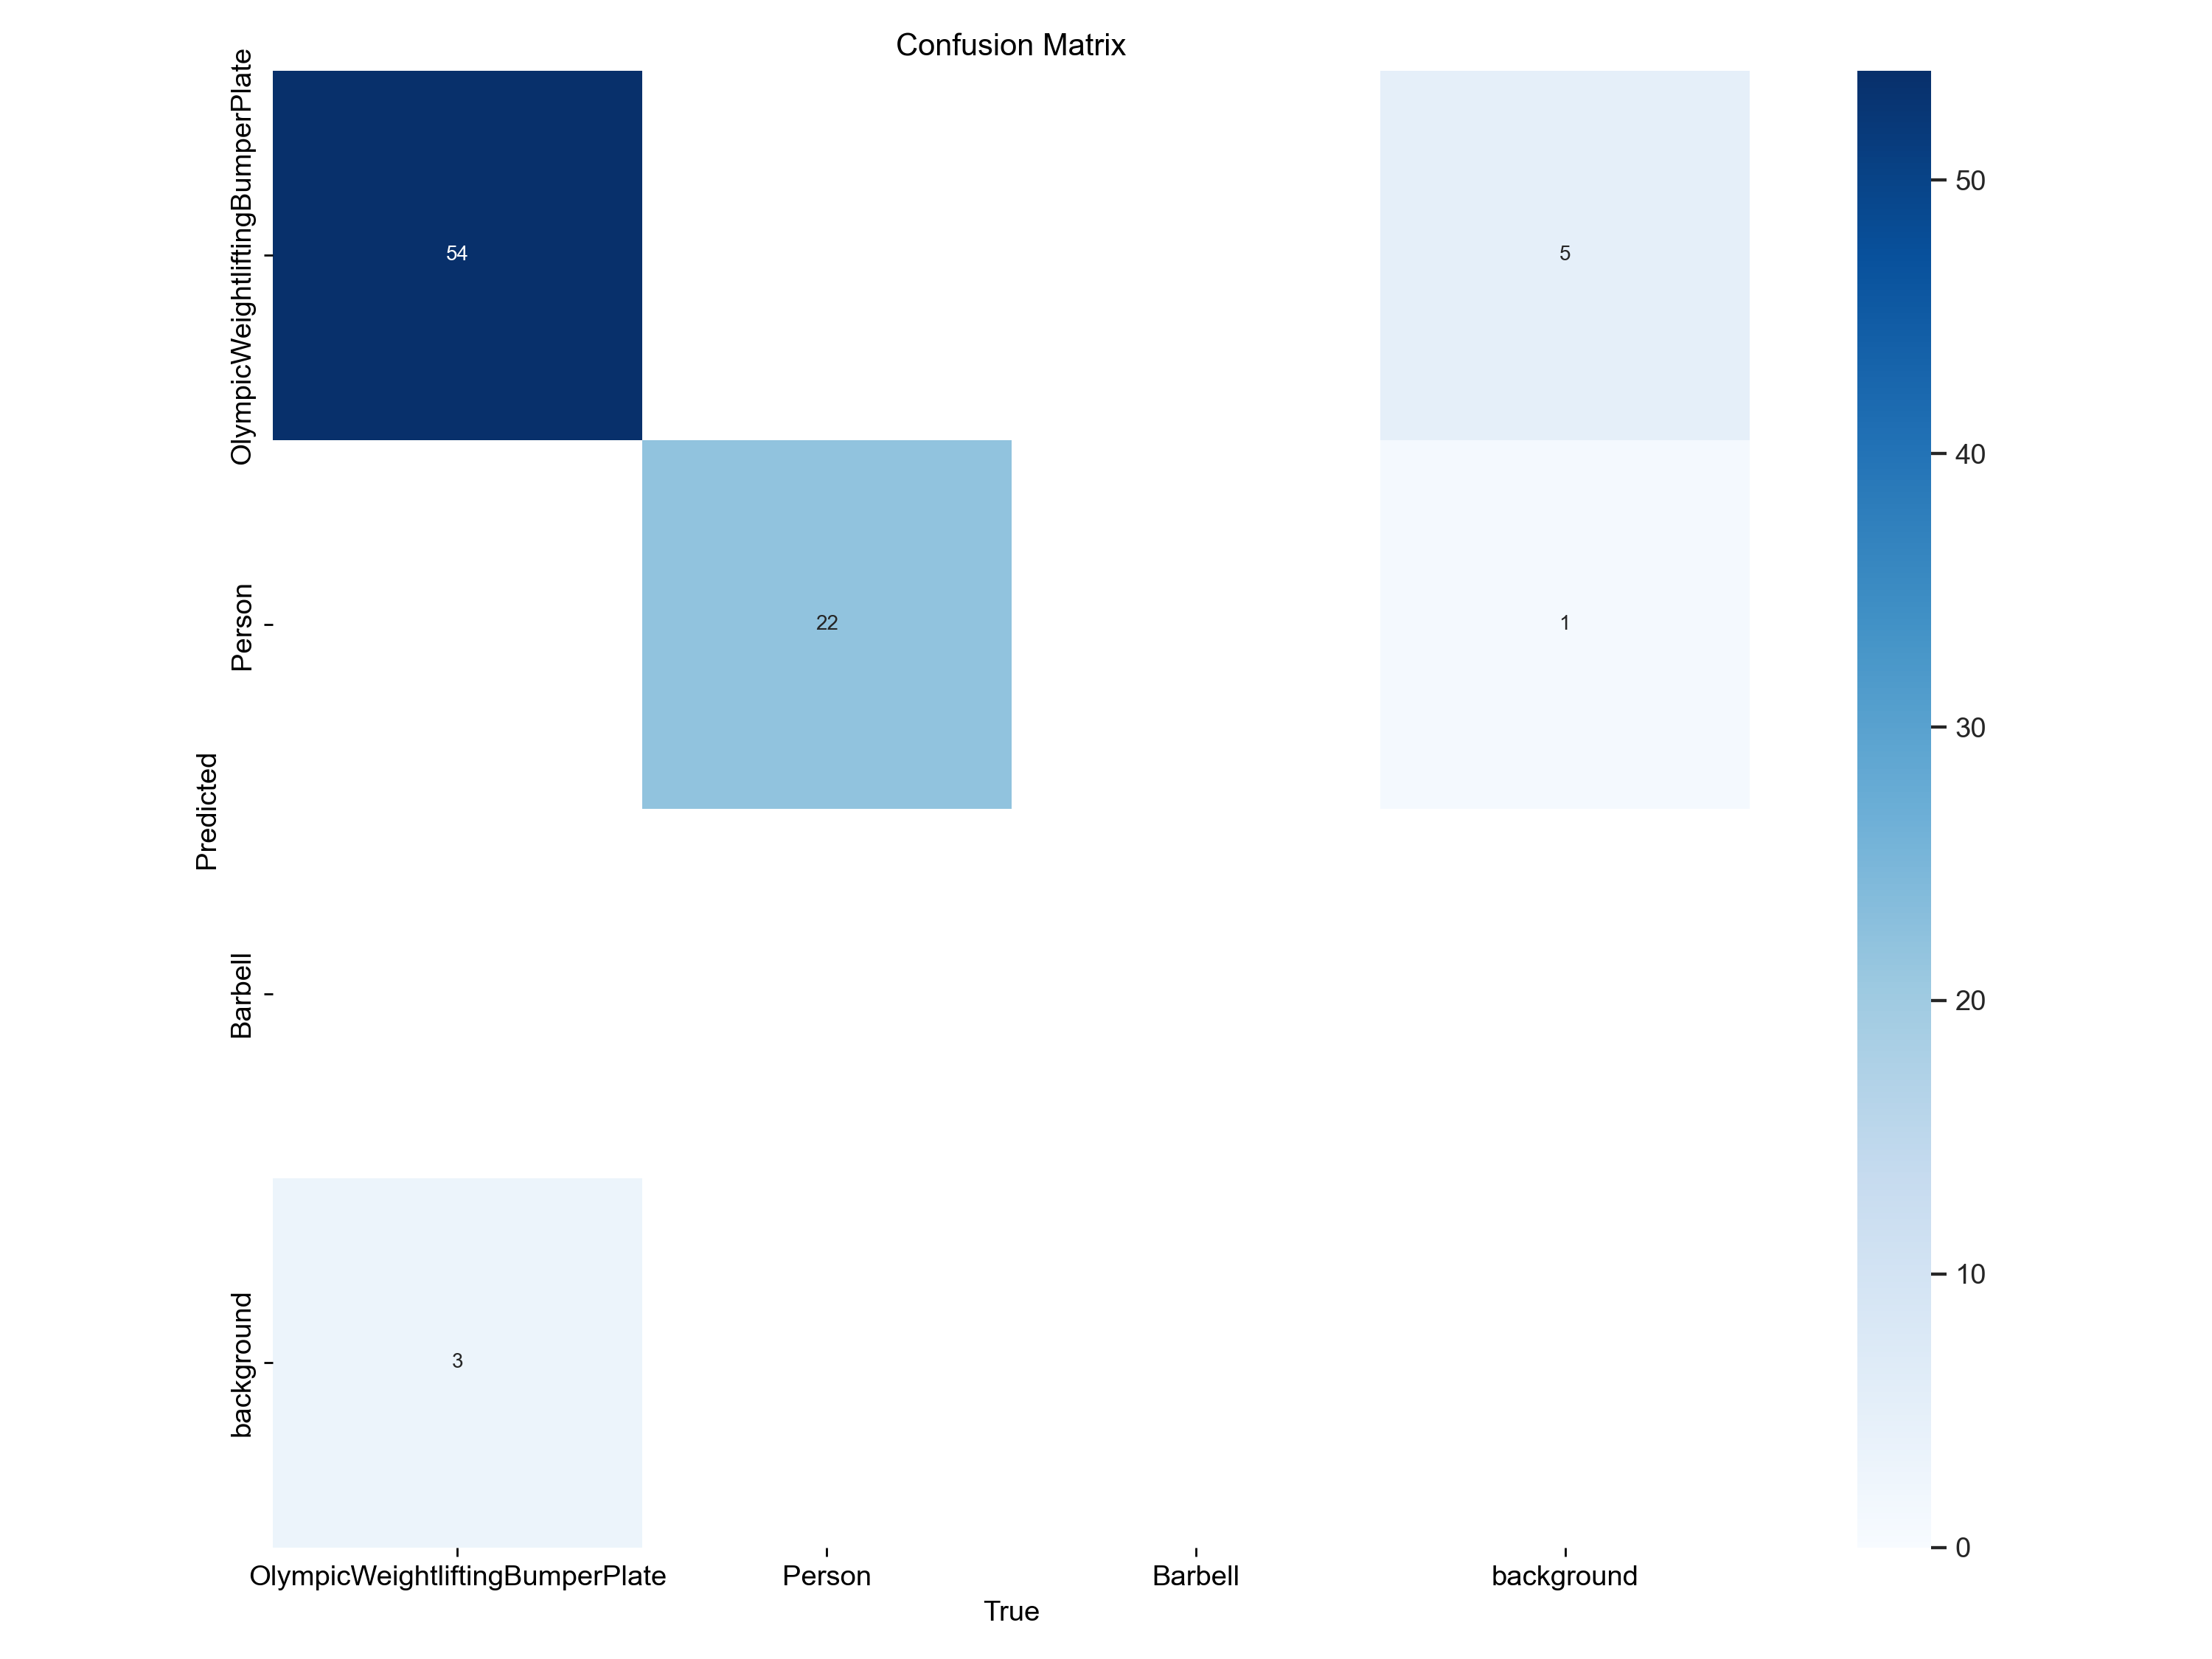 Confusion Matrix
OlympicWeightliftingBumperPlate
54
5
50
40
Person
22
1
30
Predicted
Barbell
20
10
background
3
0
OlympicWeightliftingBumperPlate
Person
Barbell
background
True